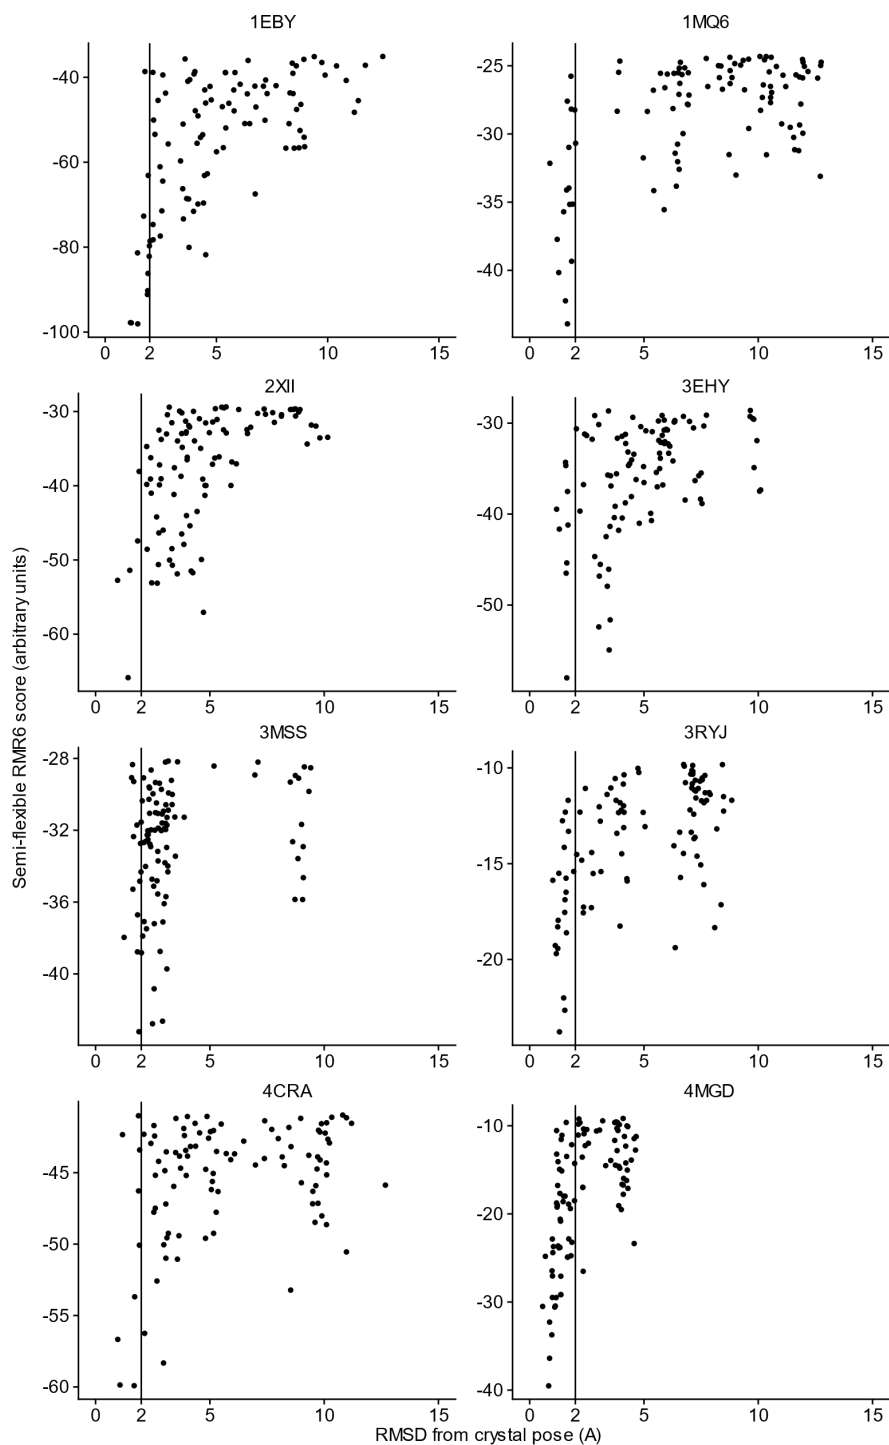 1EBY
1MQ6
-40
-60
-80
-100
0 2 5 10 15
-25
-30
-35
-40
0 2 5 10 15
2XII
3EHY
-30
-40
-50
-60
0 2 5 10 15
-30
-40
-50
0 2 5 10 15
Semi-flexible RMR6 score (arbitrary units)
3MSS
3RYJ
-28
-32
-36
-40
0 2 5 10 15
-10
-15
-20
0 2 5 10 15
4CRA
4MGD
-45
-50
-55
-60
0 2 5 10 15
-10
-20
-30
-40
0 2 5 10 15
RMSD from crystal pose (A)